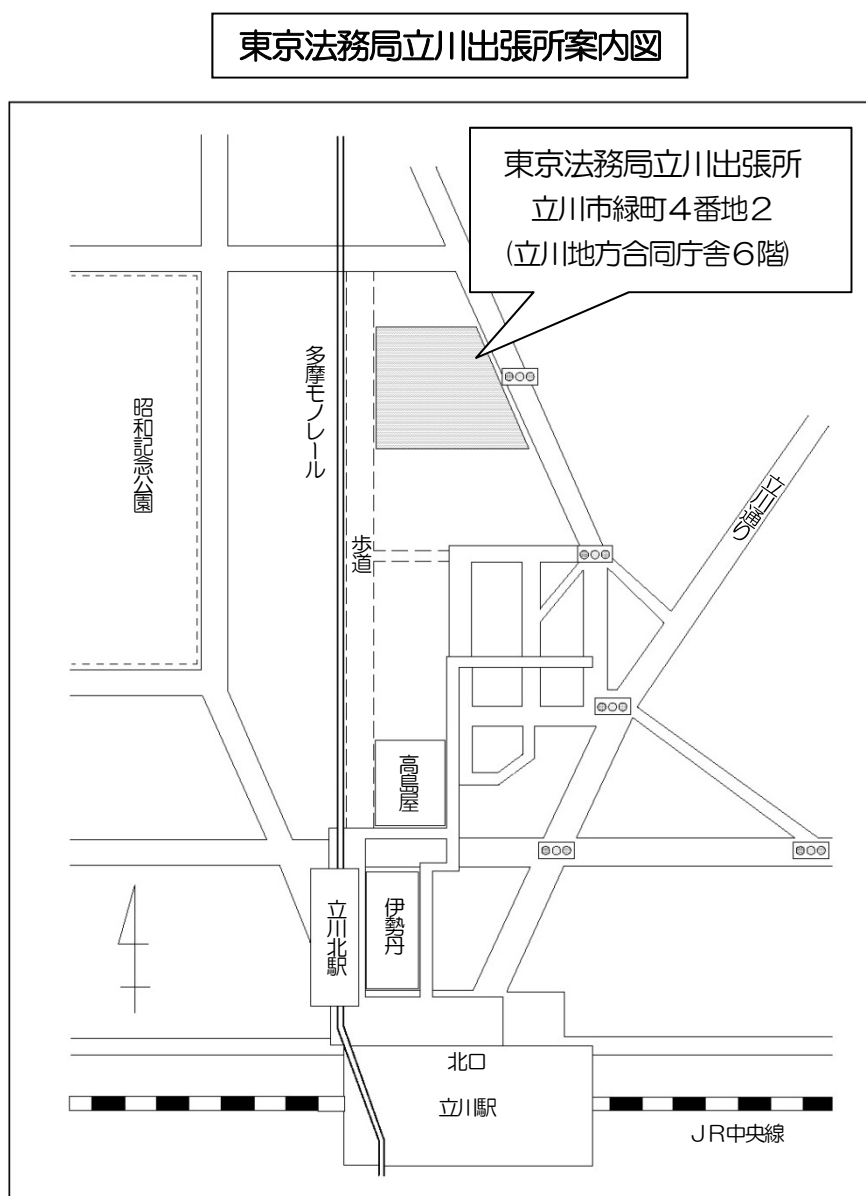 東京法務局立川出張所案内図
東京法務局立川出張所
立川市緑町4番地2
(立川地方合同庁舎6階)
多摩モノレール
昭和記念公園
立川通り
歩道
高島屋
立川北駅
伊勢丹
北口
立川駅
JR中央線